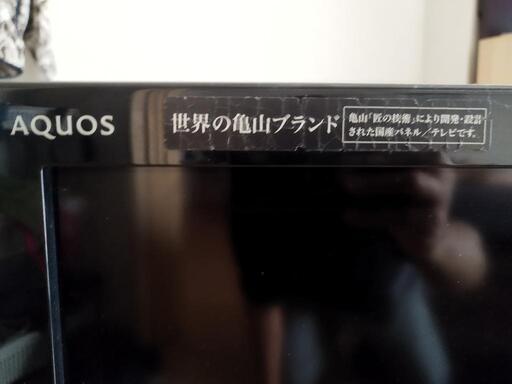 AQUOS
世界の亀山ブランド
亀山「匠の技術」により開発・設計
された国産パネル/テレビです。